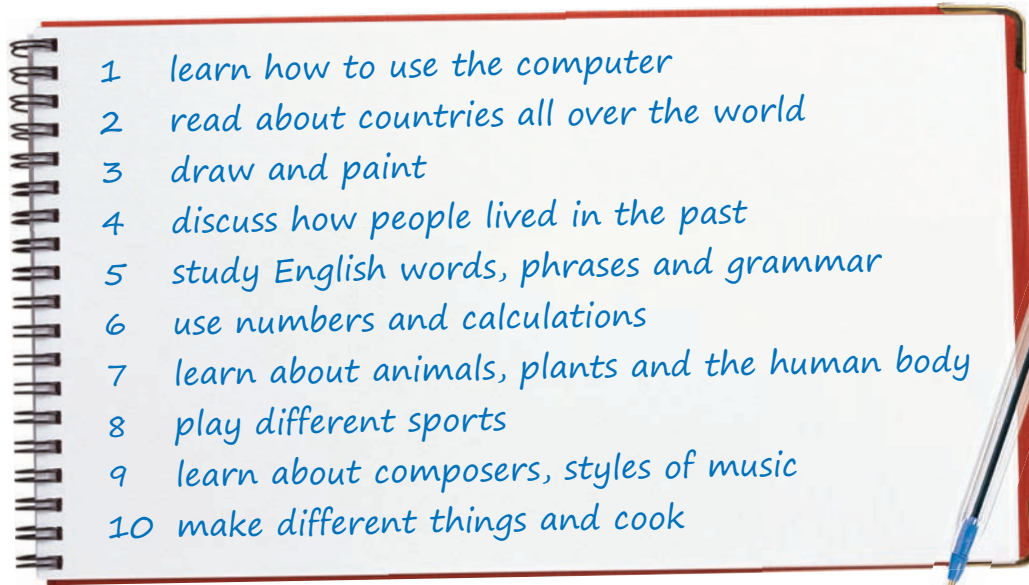 1 learn how to use the computer
2 read about countries all over the world
3 draw and paint
4 discuss how people lived in the past
5 study English words, phrases and grammar
6 use numbers and calculations
7 learn about animals, plants and the human body
8 play different sports
9 learn about composers, styles of music
10 make different things and cook